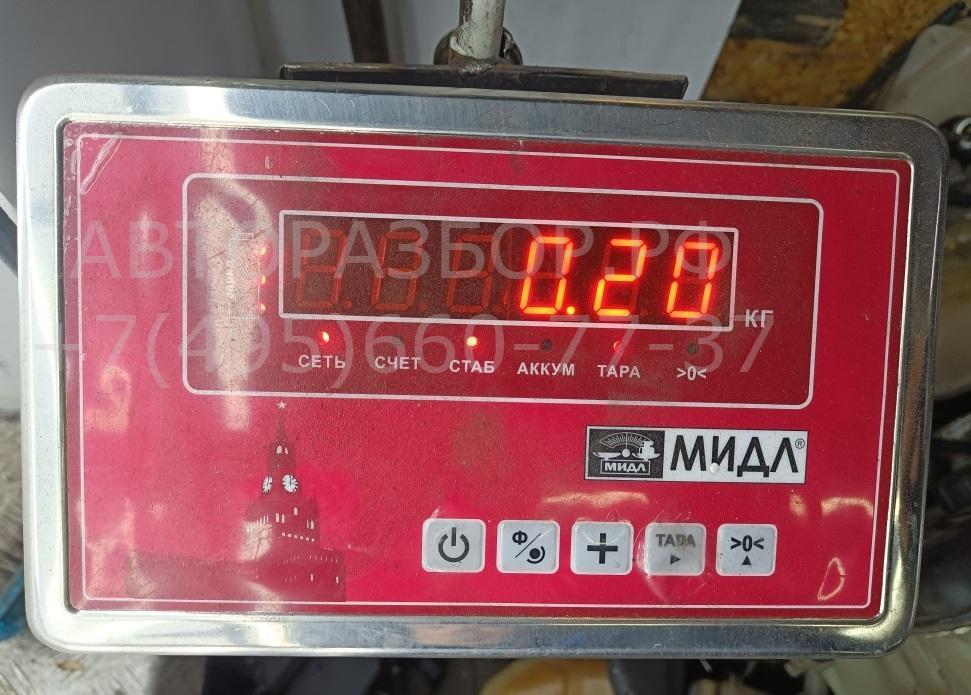 АВТОРАЗБОР.РФ
0.20
КГ
+7(495)660-77-37
СЕТЬ СЧЕТ СТАБ АККУМ ТАРА >0<
МИДЛ МИДЛ®
Ф ТАРА >0<